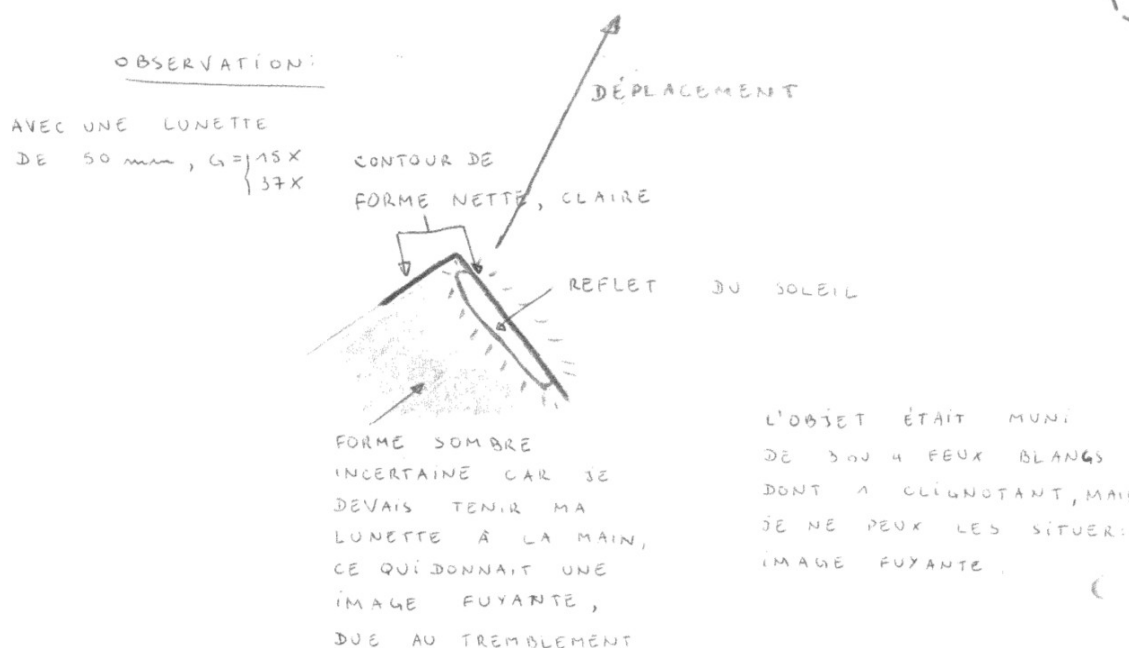 OBSERVATION:
AVEC UNE LUNETTE
DE 50 mm, G = { 15X
37X
DÉPLACEMENT
CONTOUR DE
FORME NETTE, CLAIRE
REFLET DU SOLEIL
FORME SOMBRE
INCERTAINE CAR JE
DEVAIS TENIR MA
LUNETTE À LA MAIN,
CE QUI DONNAIT UNE
IMAGE FUYANTE,
DUE AU TREMBLEMENT
L'OBJET ÉTAIT MUNI
DE 3 OU 4 FEUX BLANGS
DONT 1 CLIGNOTANT, MAI
JE NE PEUX LES SITUER:
IMAGE FUYANTE.